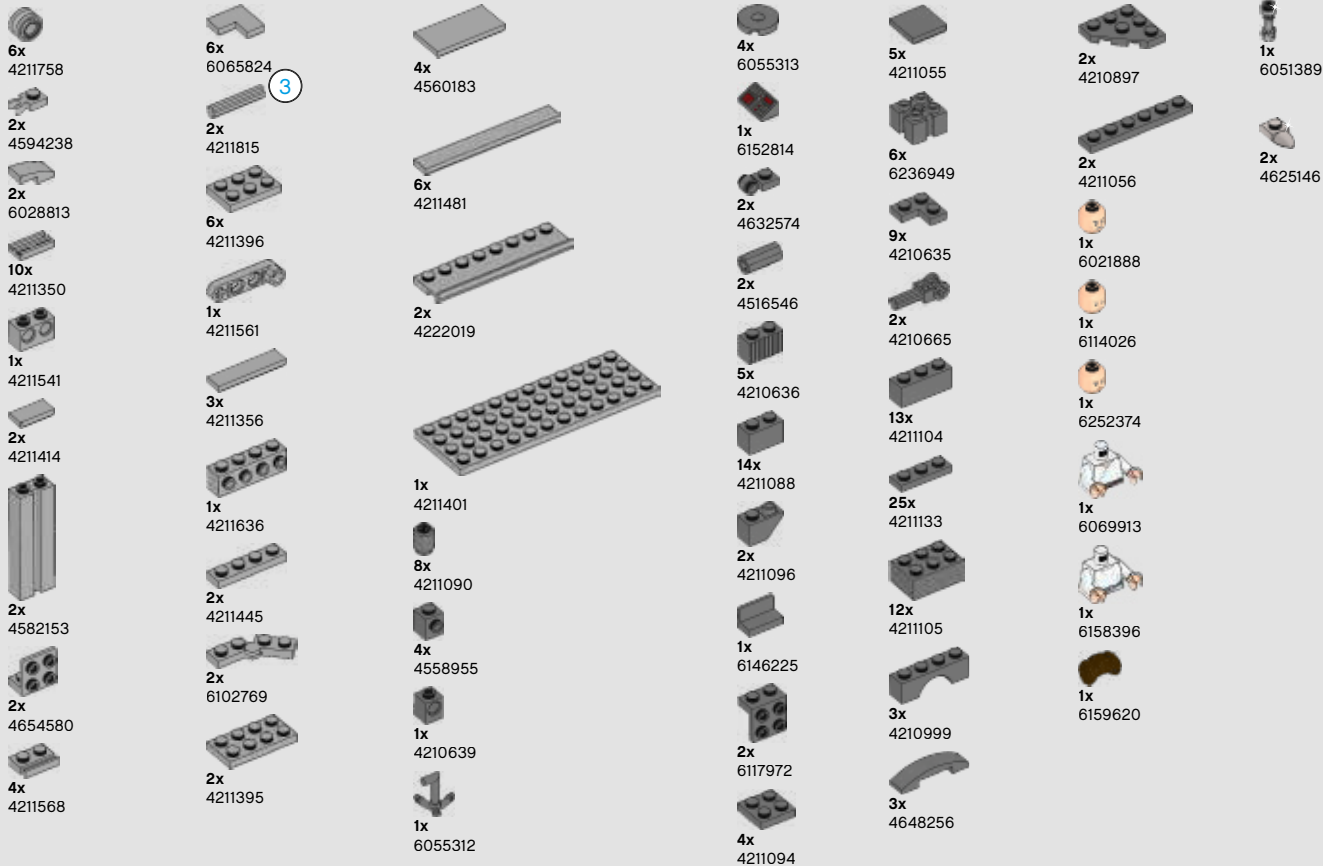 6x
4211758
2x
4594238
2x
6028813
10x
4211350
1x
4211541
2x
4211414
2x
4582153
2x
4654580
4x
4211568
6x
6065824
3
2x
4211815
6x
4211396
1x
4211561
3x
4211356
1x
4211636
2x
4211445
2x
6102769
2x
4211395
4x
4560183
6x
4211481
2x
4222019
1x
4211401
8x
4211090
4x
4558955
1x
4210639
1x
6055312
4x
6055313
1x
6152814
2x
4632574
2x
4516546
5x
4210636
14x
4211088
2x
4211096
1x
6146225
2x
6117972
4x
4211094
5x
4211055
6x
6236949
9x
4210635
2x
4210665
13x
4211104
25x
4211133
12x
4211105
3x
4210999
3x
4648256
2x
4210897
2x
4211056
1x
6021888
1x
6114026
1x
6252374
1x
6069913
1x
6158396
1x
6159620
1x
6051389
2x
4625146